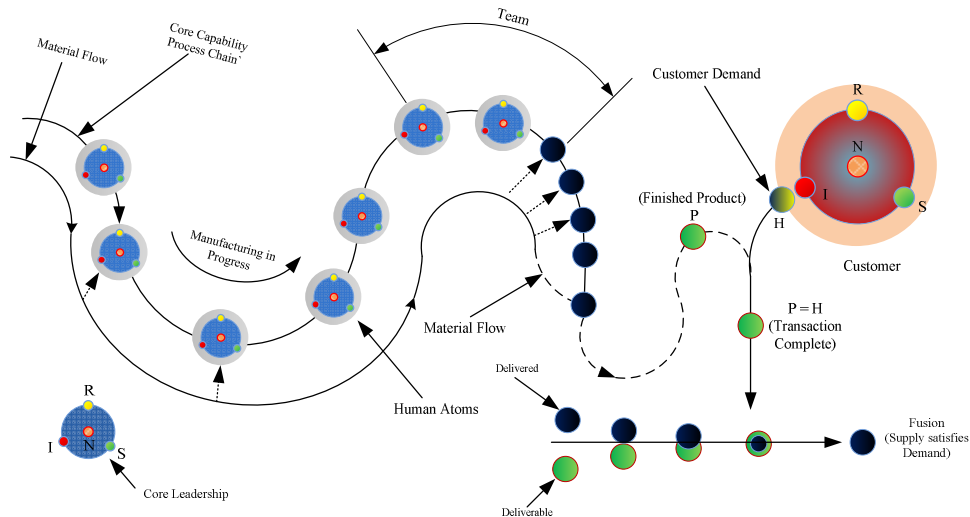 Team
Material Flow
Core Capability
Process Chain`
Customer Demand
R
N
I
S
H
Customer
(Finished Product)
P
Manufacturing in
Progress
Material Flow
P = H
(Transaction
Complete)
Human Atoms
Delivered
R
I
N
S
Core Leadership
Fusion
(Supply satisfies
Demand)
Deliverable